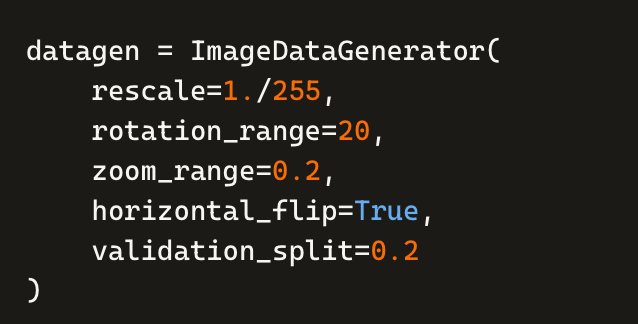 datagen = ImageDataGenerator(
    rescale=1./255,
    rotation_range=20,
    zoom_range=0.2,
    horizontal_flip=True,
    validation_split=0.2
)